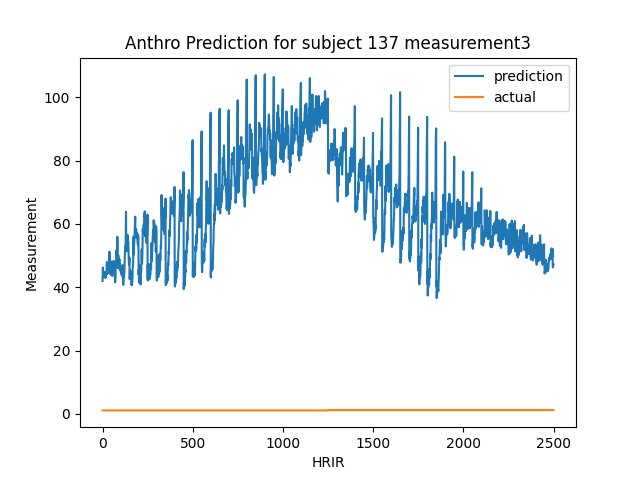 Anthro Prediction for subject 137 measurement3
prediction
actual
100
80
60
40
20
0
Measurement
0
500
1000
1500
2000
2500
HRIR